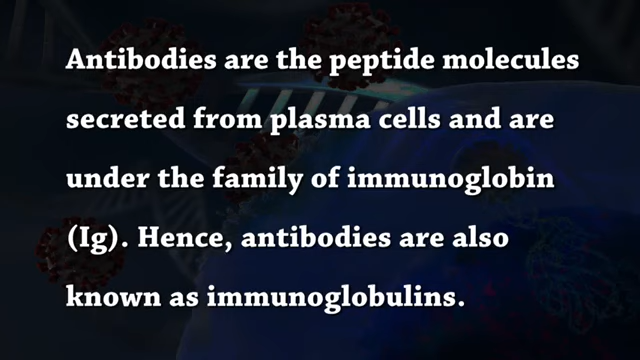 Antibodies are the peptide molecules
secreted from plasma cells and are
under the family of immunoglobin
(Ig). Hence, antibodies are also
known as immunoglobulins.